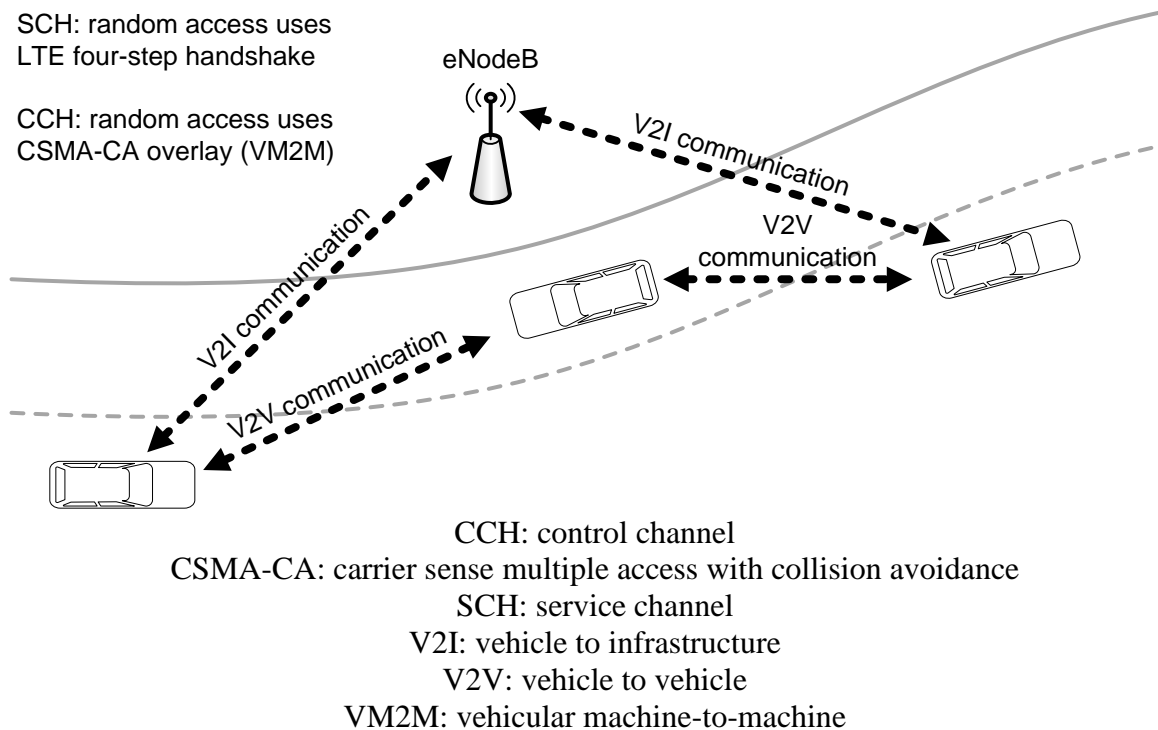 SCH: random access uses
LTE four-step handshake
CCH: random access uses
CSMA-CA overlay (VM2M)
eNodeB
V2I communication
V2I communication
V2V
communication
V2V communication
CCH: control channel
CSMA-CA: carrier sense multiple access with collision avoidance
SCH: service channel
V2I: vehicle to infrastructure
V2V: vehicle to vehicle
VM2M: vehicular machine-to-machine